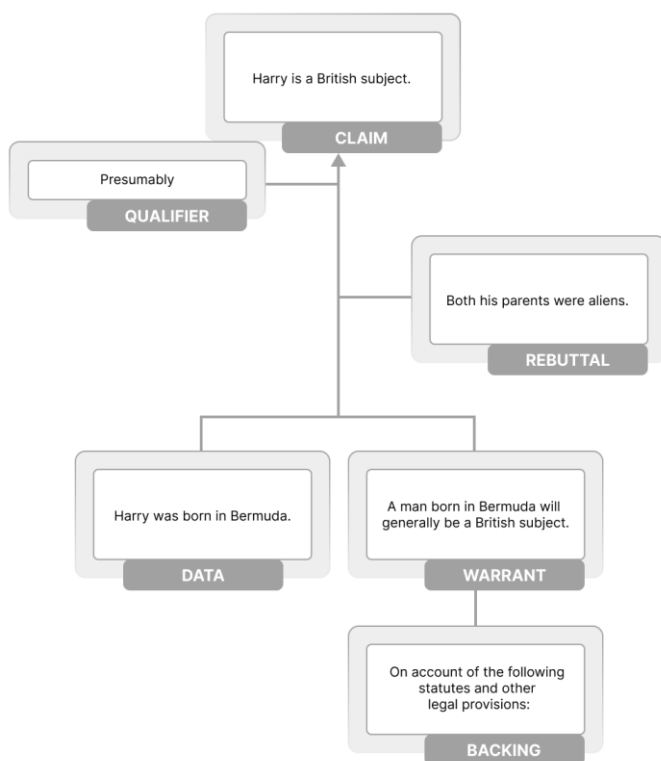 Harry is a British subject.
CLAIM
Presumably
QUALIFIER
Both his parents were aliens.
REBUTTAL
Harry was born in Bermuda.
DATA
A man born in Bermuda will
generally be a British subject.
WARRANT
On account of the following
statutes and other
legal provisions:
BACKING